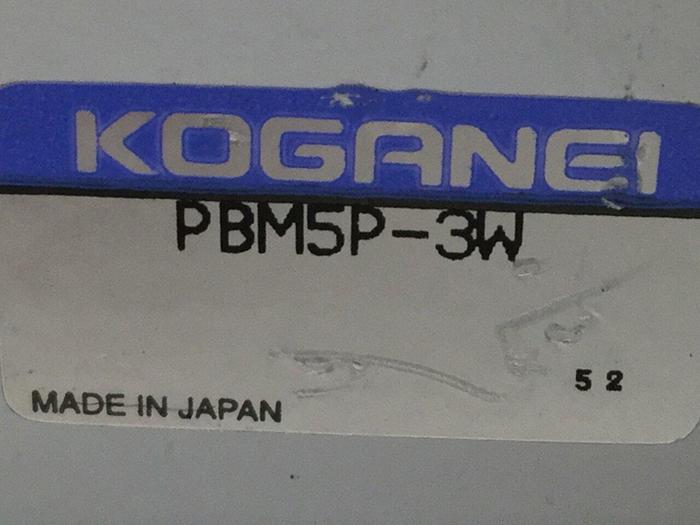 KOGANEI
PBM5P-3W
52
MADE IN JAPAN